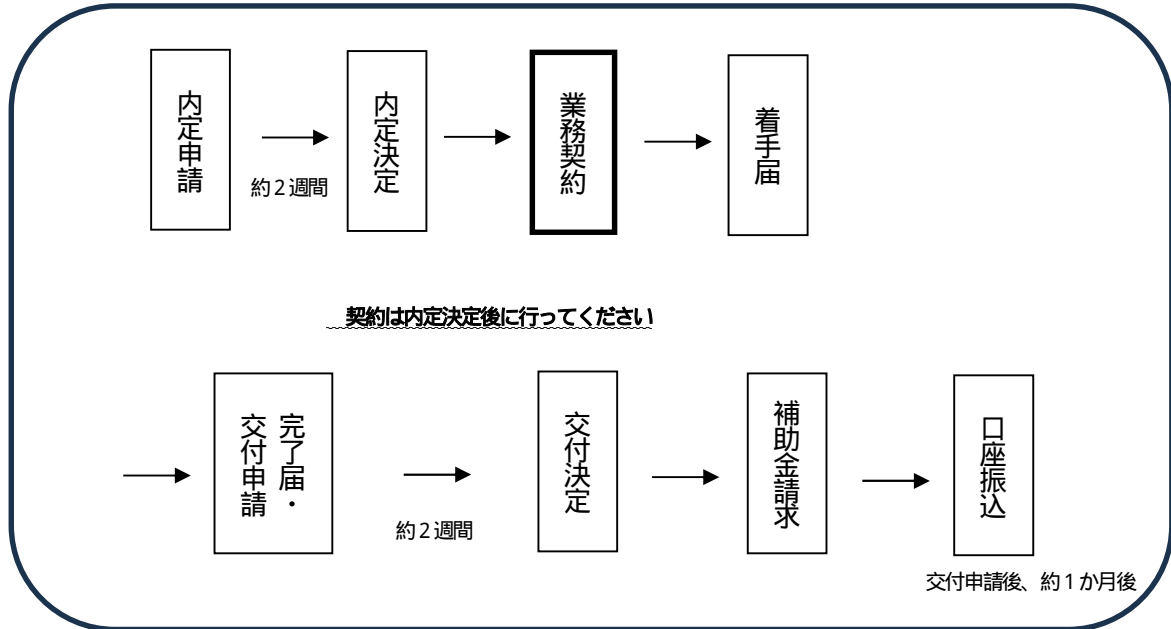 内定申請
約２週間
内定決定
業務契約
着手届
契約は内定決定後に行ってください
完了届・
交付申請
約２週間
交付決定
補助金請求
口座振込
交付申請後、約１か月後